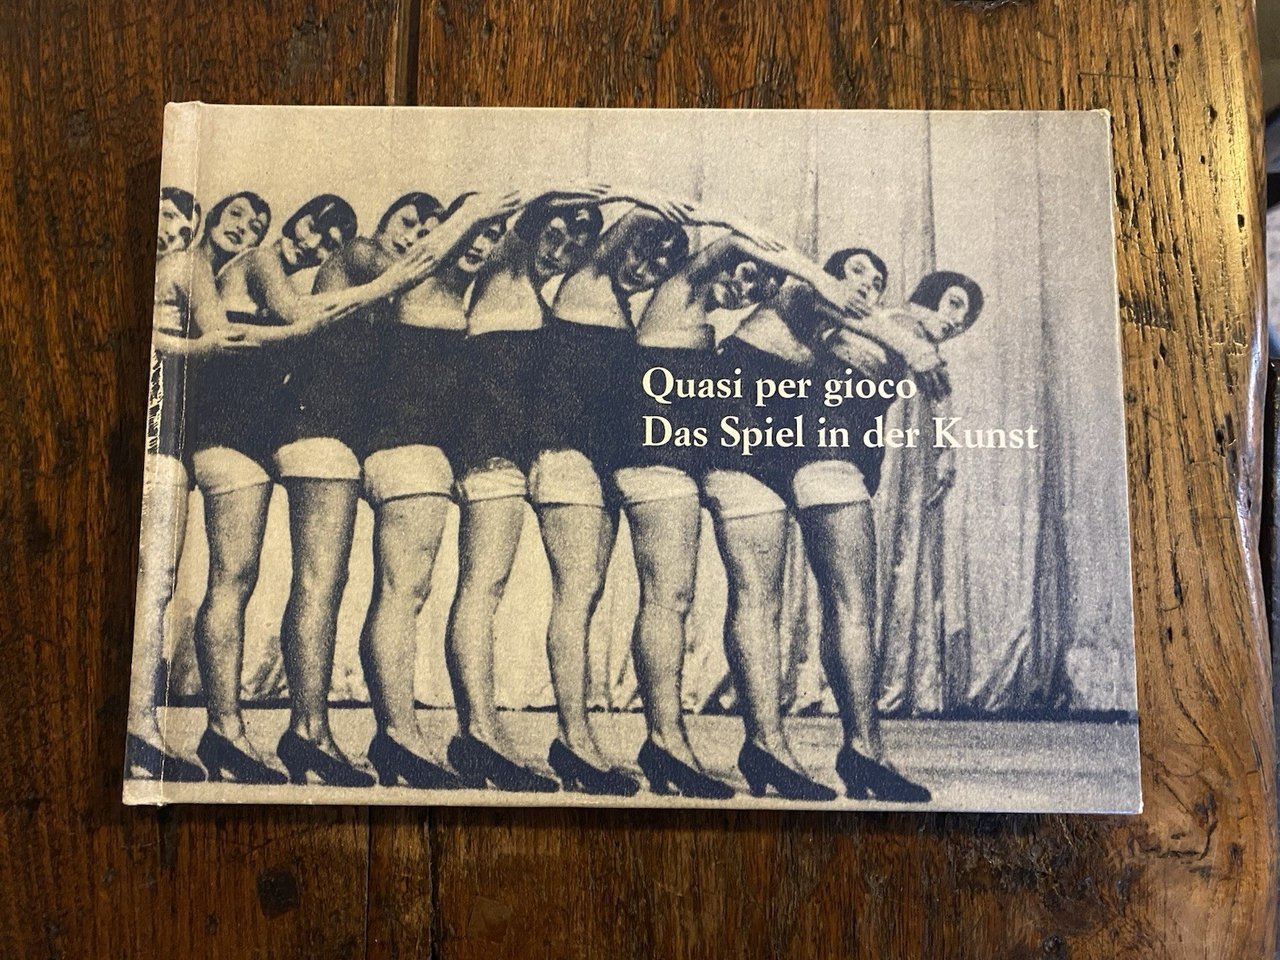 Quasi per gioco
Das Spiel in der Kunst